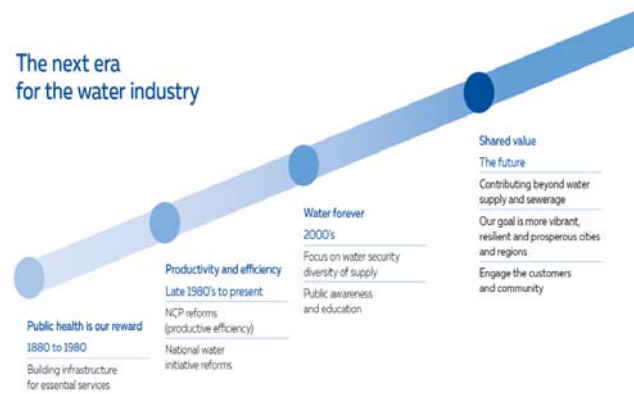 The next era
for the water industry
Public health is our reward
1880 to 1980
Building infrastructure
for essential services
Productivity and efficiency
Late 1980's to present
NCP reforms
(productive efficiency)
National water
initiative reforms
Water forever
2000's
Focus on water security
diversity of supply
Public awareness
and education
Shared value
The future
Contributing beyond water
supply and sewerage
Our goal is more vibrant,
resilient and prosperous cities
and regions
Engage the customers
and community